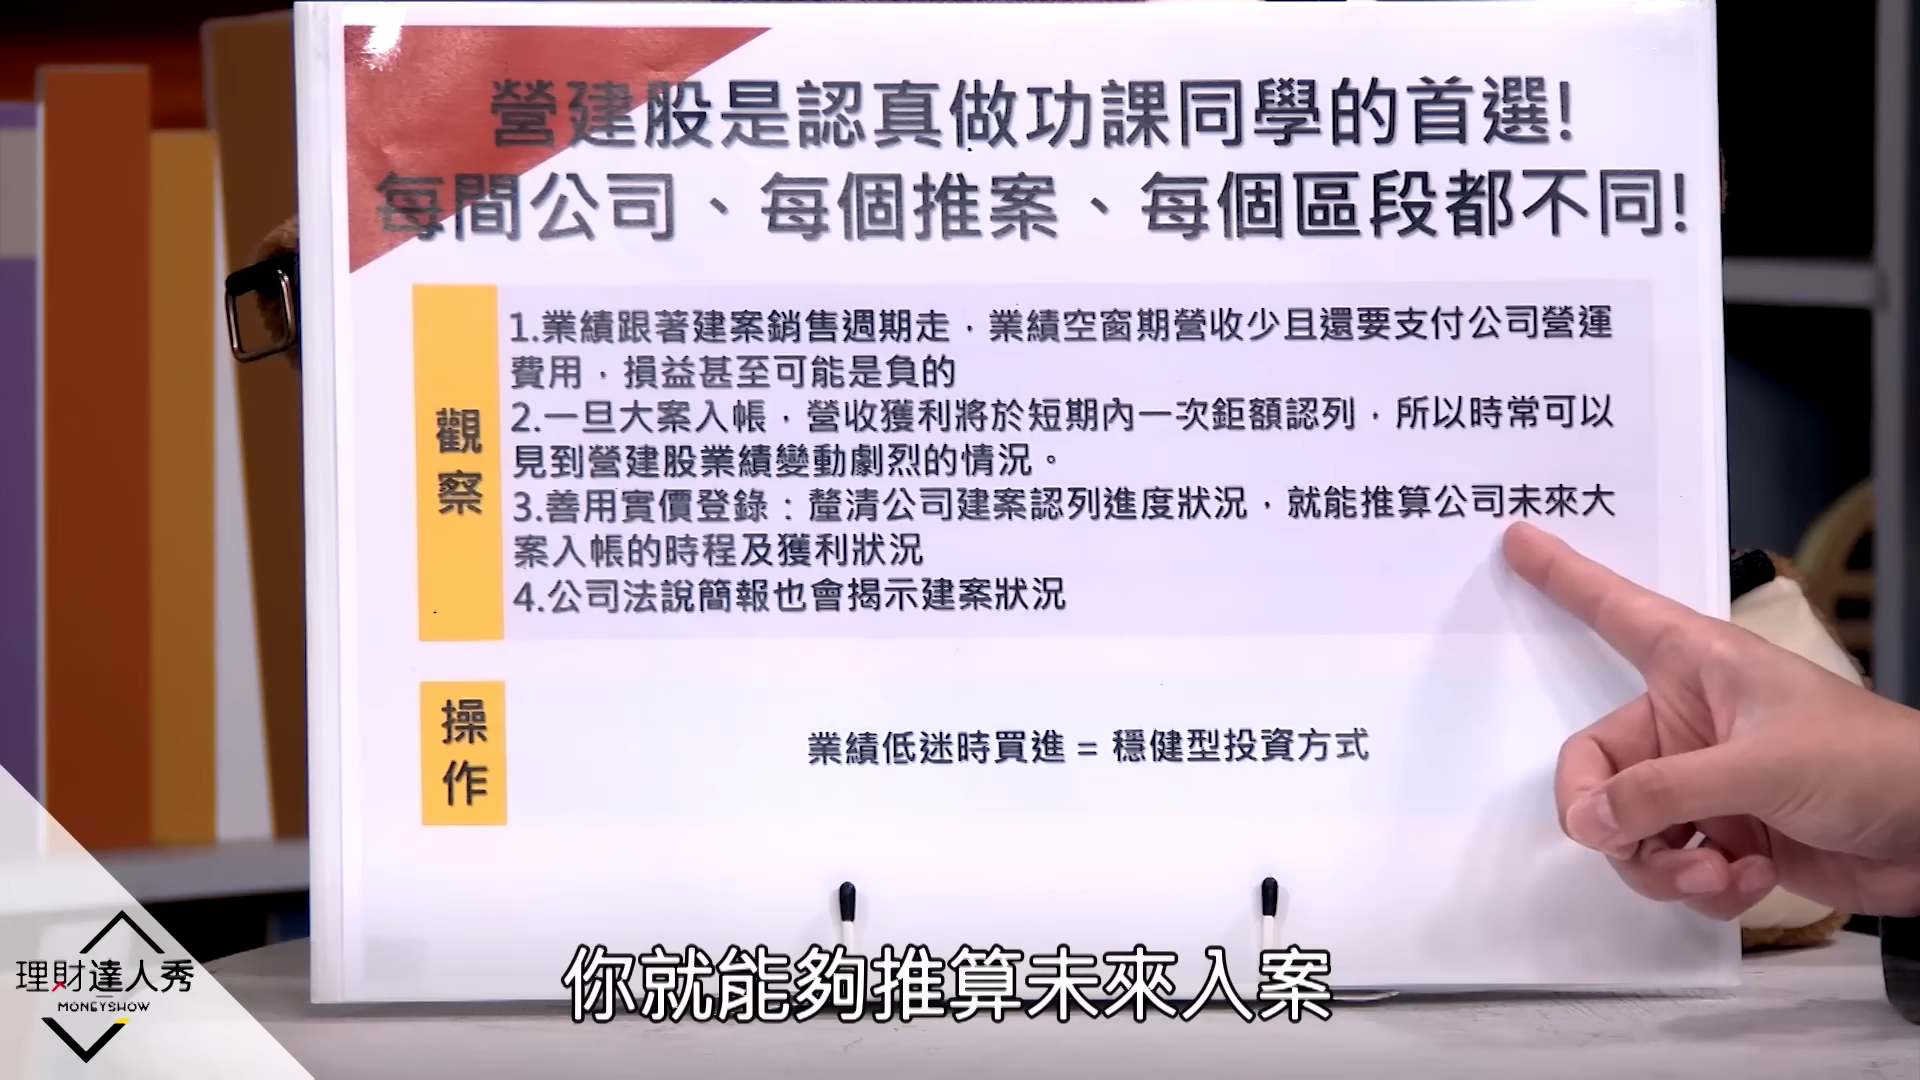 營建股是認真做功課同學的首選!
每間公司、每個推案、每個區段都不同!
觀察
1.業績跟著建案銷售週期走，業績空窗期營收少且還要支付公司營運
費用，損益甚至可能是負的
2.一旦大案入帳，營收獲利將於短期內一次鉅額認列，所以時常可以
見到營建股業績變動劇烈的情況。
3.善用實價登錄：釐清公司建案認列進度狀況，就能推算公司未來大
案入帳的時程及獲利狀況
4.公司法說簡報也會揭示建案狀況
操作
業績低迷時買進 = 穩健型投資方式
理財達人秀
MONEYSHOW
你就能夠推算未來入案